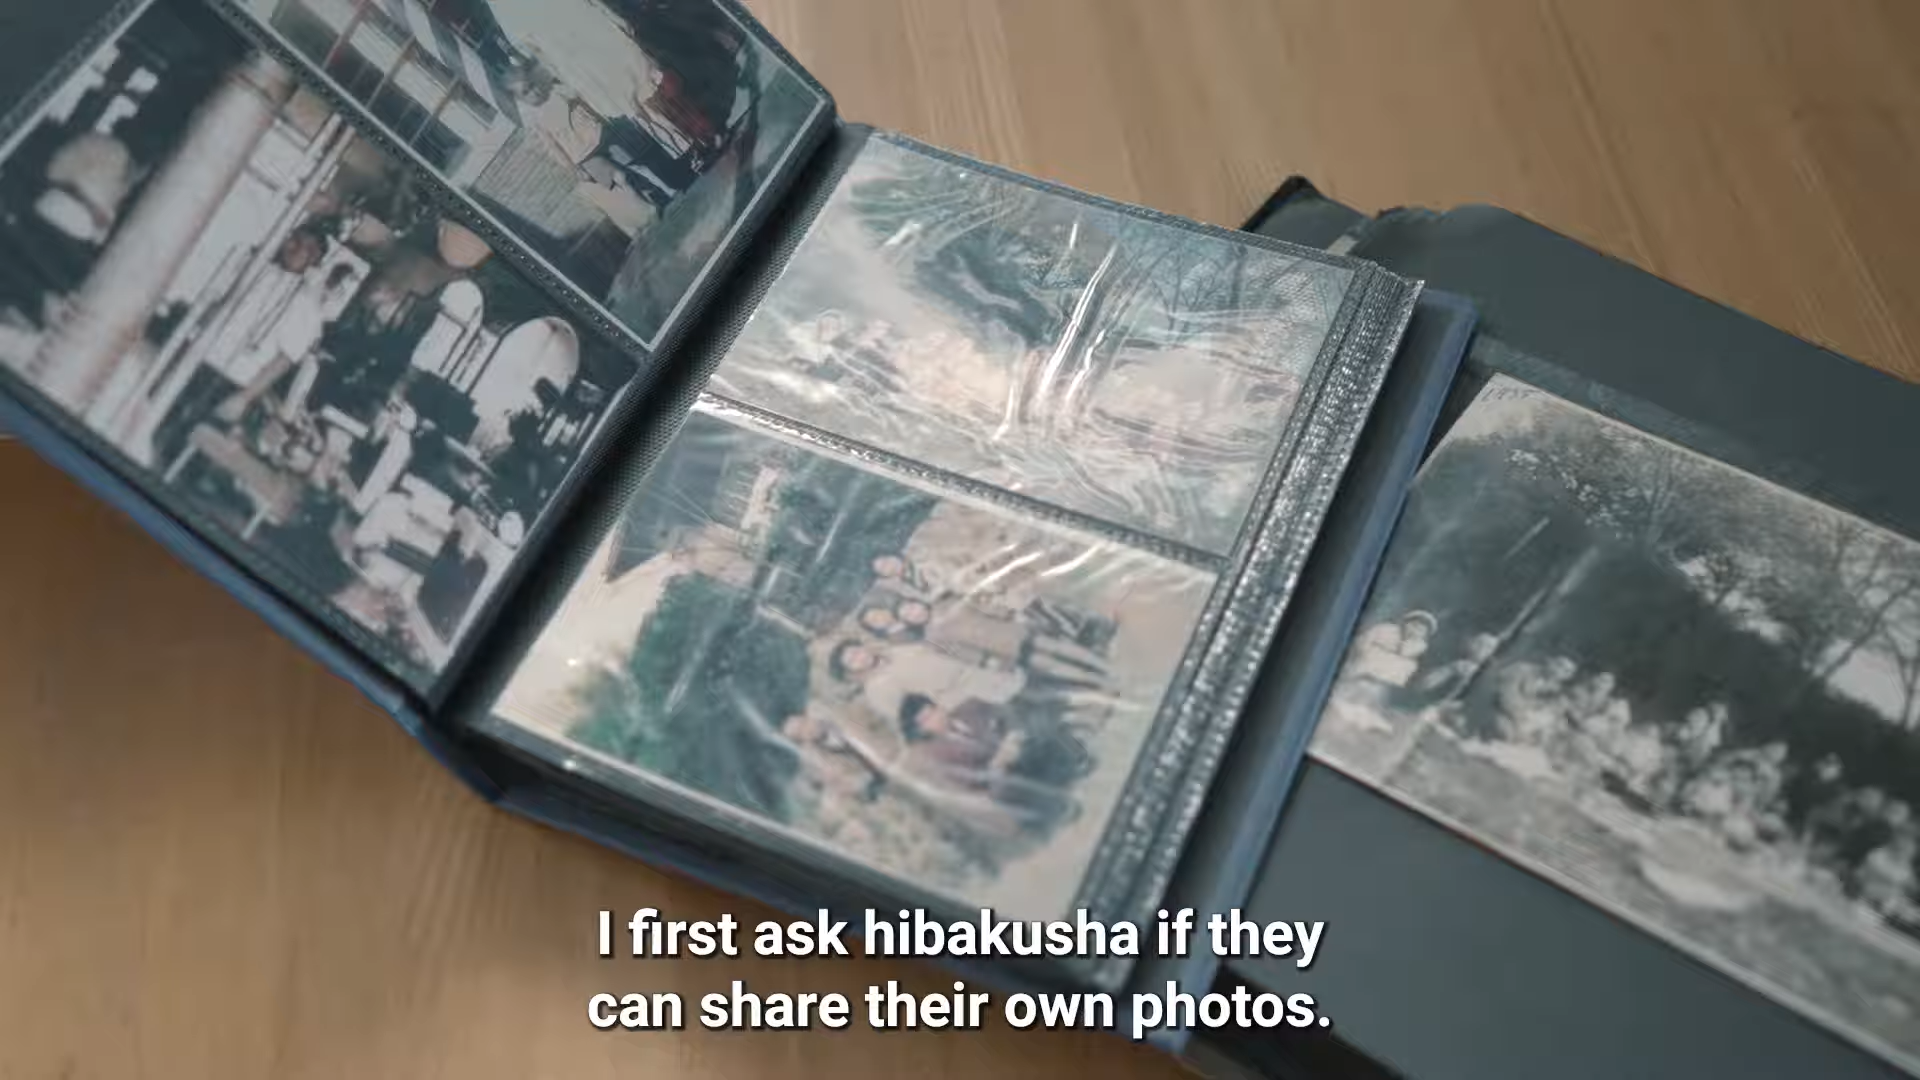 I first ask hibakusha if they
can share their own photos.